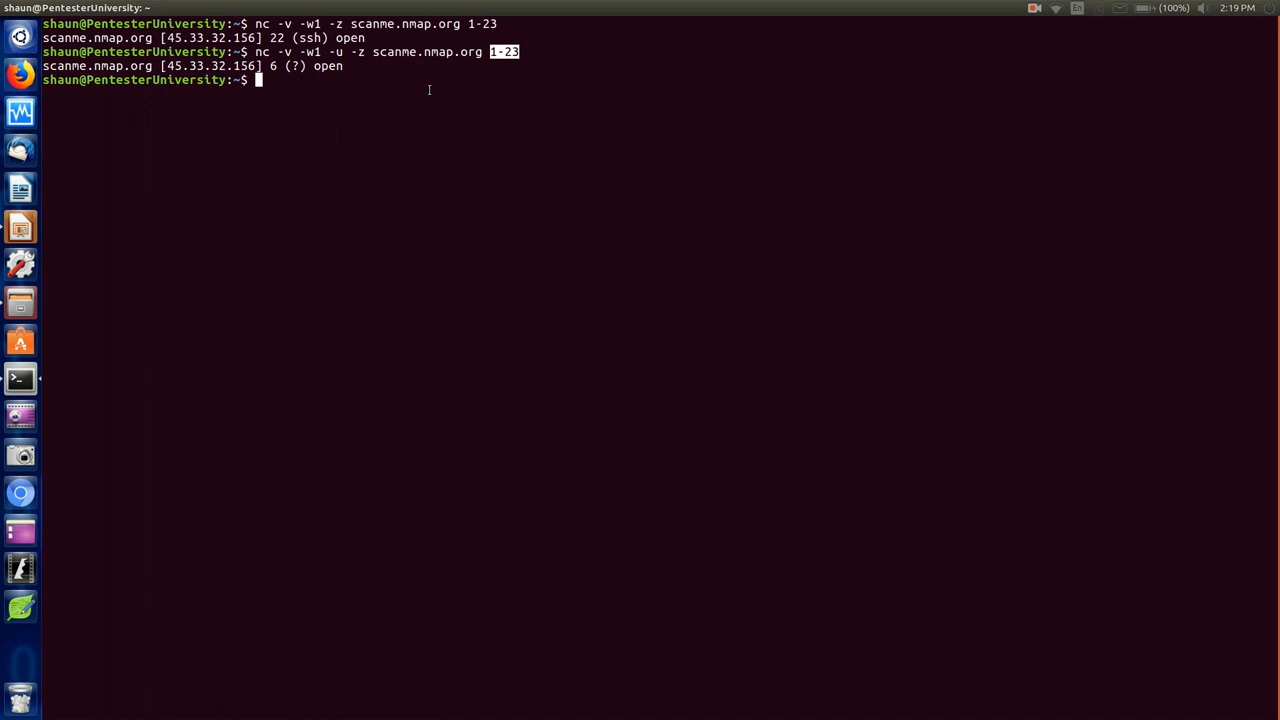 shaun@PentesterUniversity: ~
En
(100%)
2:19 PM
shaun@PentesterUniversity:~$ nc -v -w1 -z scanme.nmap.org 1-23
scanme.nmap.org [45.33.32.156] 22 (ssh) open
shaun@PentesterUniversity:~$ nc -v -w1 -u -z scanme.nmap.org 1-23
scanme.nmap.org [45.33.32.156] 6 (?) open
shaun@PentesterUniversity:~$